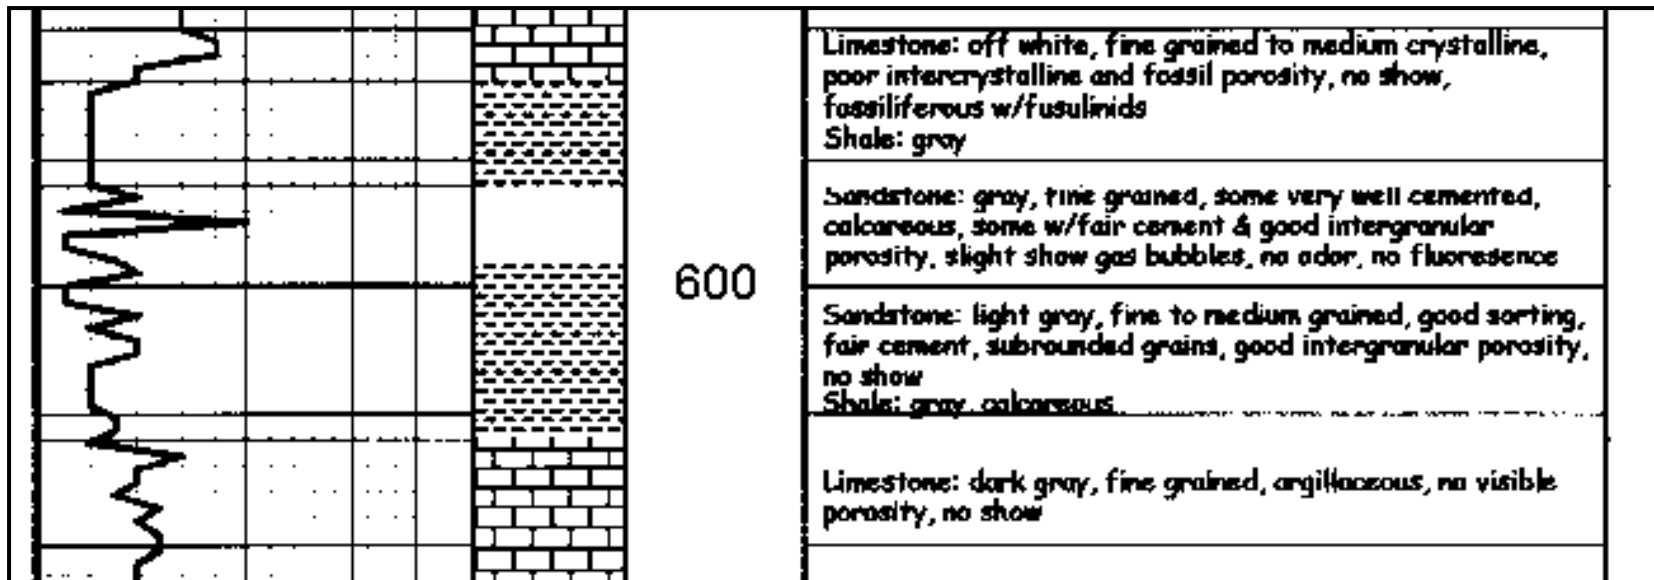 Limestone: off white, fine grained to medium crystalline,
poor intercrystalline and fossil porosity, no show,
fossiliferous w/fusulinids
Shale: gray
Sandstone: gray, fine grained, some very well cemented,
calcareous, some w/fair cement & good intergranular
porosity, slight show gas bubbles, no odor, no fluoresence
600
Sandstone: light gray, fine to medium grained, good sorting,
fair cement, subrounded grains, good intergranular porosity,
no show
Shale: gray, calcareous
Limestone: dark gray, fine grained, argillaceous, no visible
porosity, no show